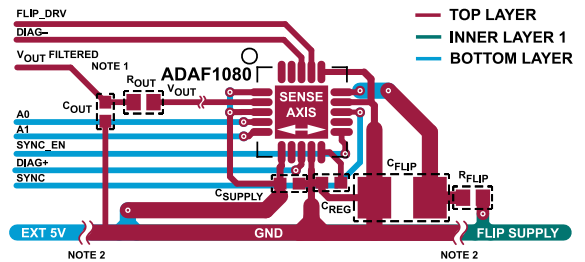 FLIP_DRV
DIAG–
VOUT FILTERED
NOTE 1
ROUT
ADAF1080
VOUT
COUT
SENSE
AXIS
A0
A1
SYNC_EN
DIAG+
SYNC
CSUPPLY
CREG
CFLIP
RFLIP
EXT 5V
GND
FLIP SUPPLY
NOTE 2
NOTE 2
TOP LAYER
INNER LAYER 1
BOTTOM LAYER